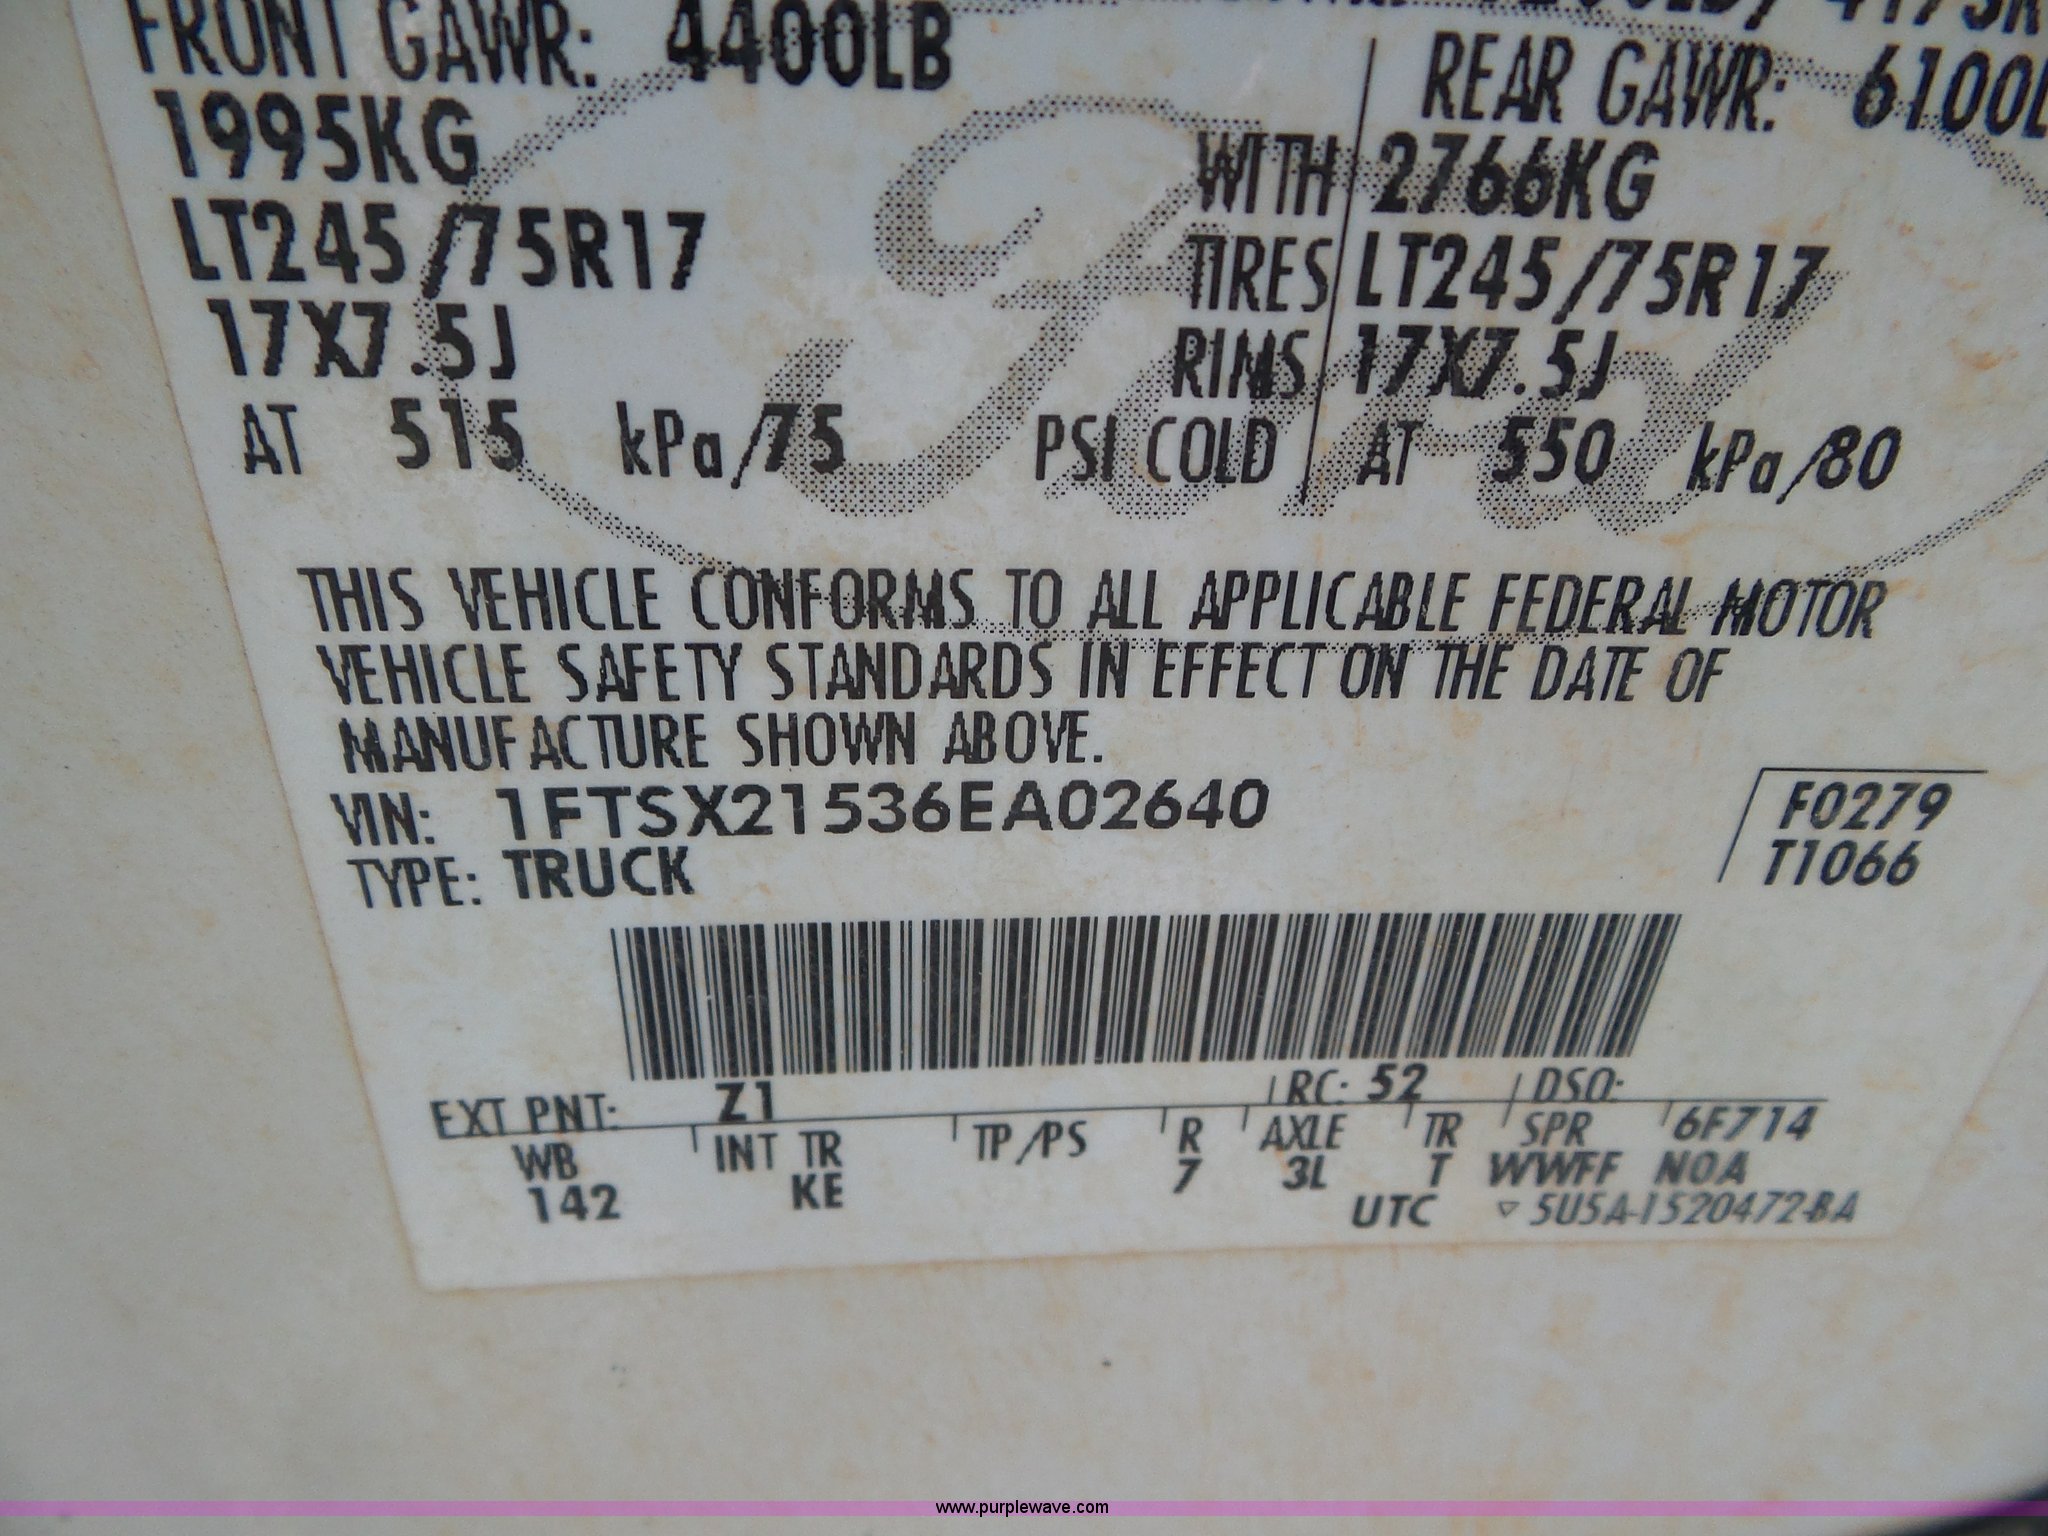 FRONT GAWR: 4400LB
REAR GAWR: 6100L
1995KG WITH 2766KG
LT245/75R17 TIRES LT245/75R17
17X7.5J RIMS 17X7.5J
AT 515 kPa/75 PSI COLD AT 550 kPa/80
THIS VEHICLE CONFORMS TO ALL APPLICABLE FEDERAL MOTOR
VEHICLE SAFETY STANDARDS IN EFFECT ON THE DATE OF
MANUFACTURE SHOWN ABOVE.
VIN: 1FTSX21536EA02640
F0279
TYPE: TRUCK
T1066
EXT PNT: Z1 RC: 52 DSO:
WB INT TR TP/PS R AXLE TR SPR 6F714
142 KE 7 3L T WWFF NOA
UTC ▽ 5U5A-1520472-BA
Ford
www.purplewave.com